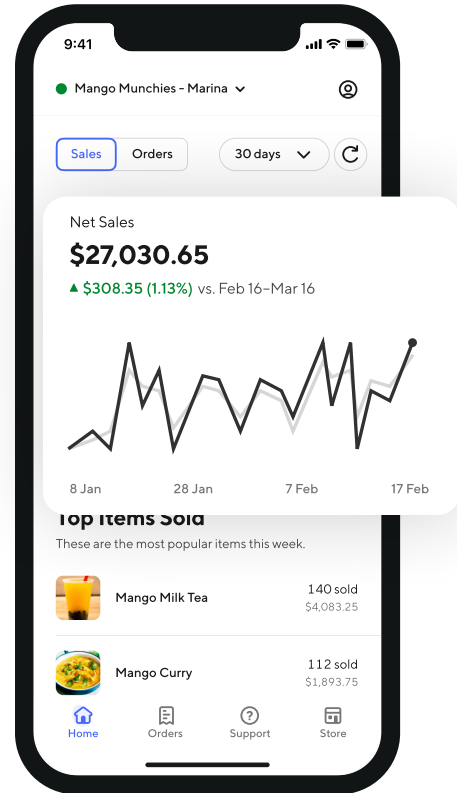 9:41
Mango Munchies - Marina
Sales Orders 30 days
Net Sales
$27,030.65
$308.35 (1.13%) vs. Feb 16–Mar 16
8 Jan 28 Jan 7 Feb 17 Feb
Top Items Sold
These are the most popular items this week.
Mango Milk Tea
140 sold
$4,083.25
Mango Curry
112 sold
$1,893.75
Home Orders Support Store